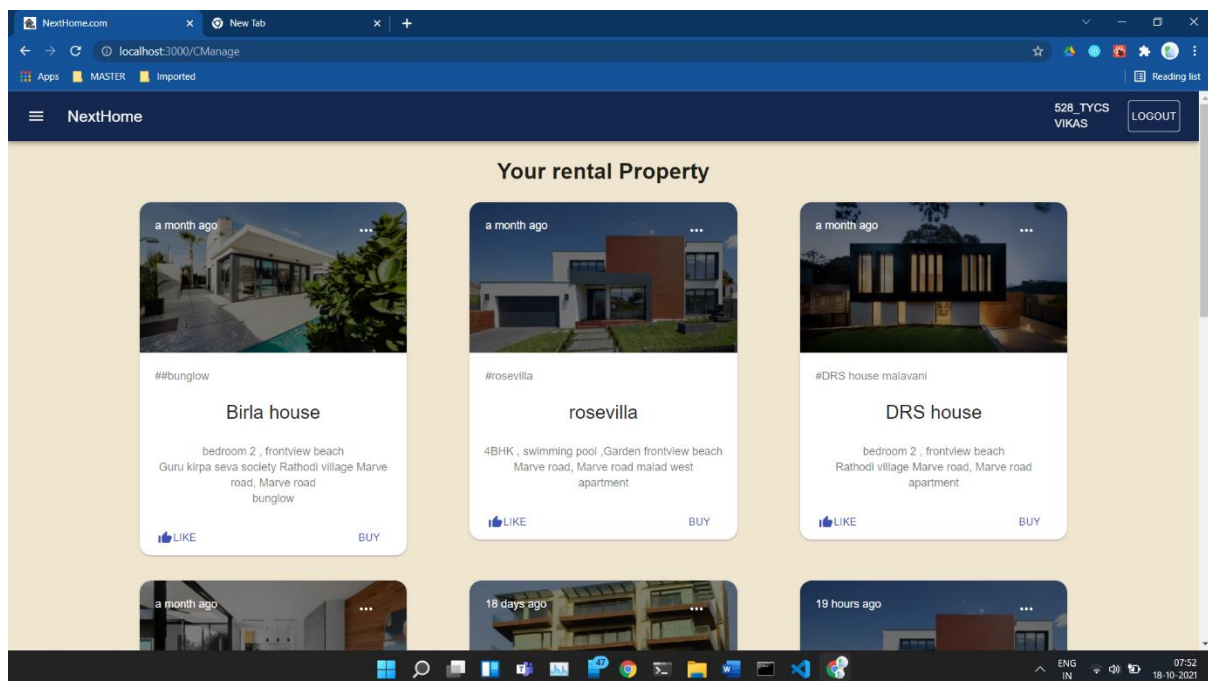 NextHome.com
New Tab
localhost:3000/CManage
Apps MASTER Imported
Reading list
NextHome
528_TYCS
VIKAS
LOGOUT
Your rental Property
a month ago
##bunglow
Birla house
bedroom 2 , frontview beach
Guru kirpa seva society Rathodi village Marve
road, Marve road
bunglow
LIKE BUY
a month ago
#rosevilla
rosevilla
4BHK , swimming pool ,Garden frontview beach
Marve road, Marve road malad west
apartment
LIKE BUY
a month ago
#DRS house malavani
DRS house
bedroom 2 , frontview beach
Rathodi village Marve road, Marve road
apartment
LIKE BUY
a month ago
18 days ago
19 hours ago
47
ENG
IN
07:52
18-10-2021